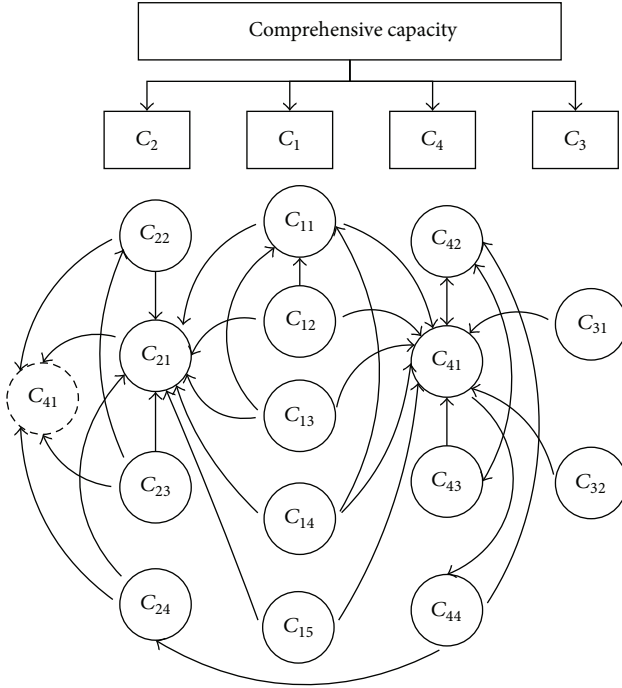 Comprehensive capacity
C2 C1 C4 C3
C11
C22 C42
C12 C31
C21 C41
C41
C13
C23 C43 C32
C14
C24 C44
C15